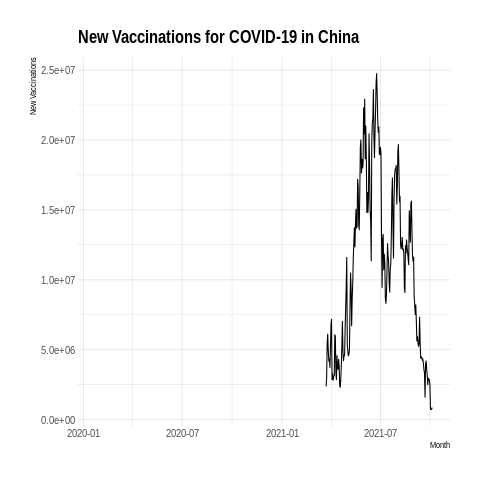 New Vaccinations for COVID-19 in China
New Vaccinations
2.5e+07
2.0e+07
1.5e+07
1.0e+07
5.0e+06
0.0e+00
2020-01 2020-07 2021-01 2021-07
Month